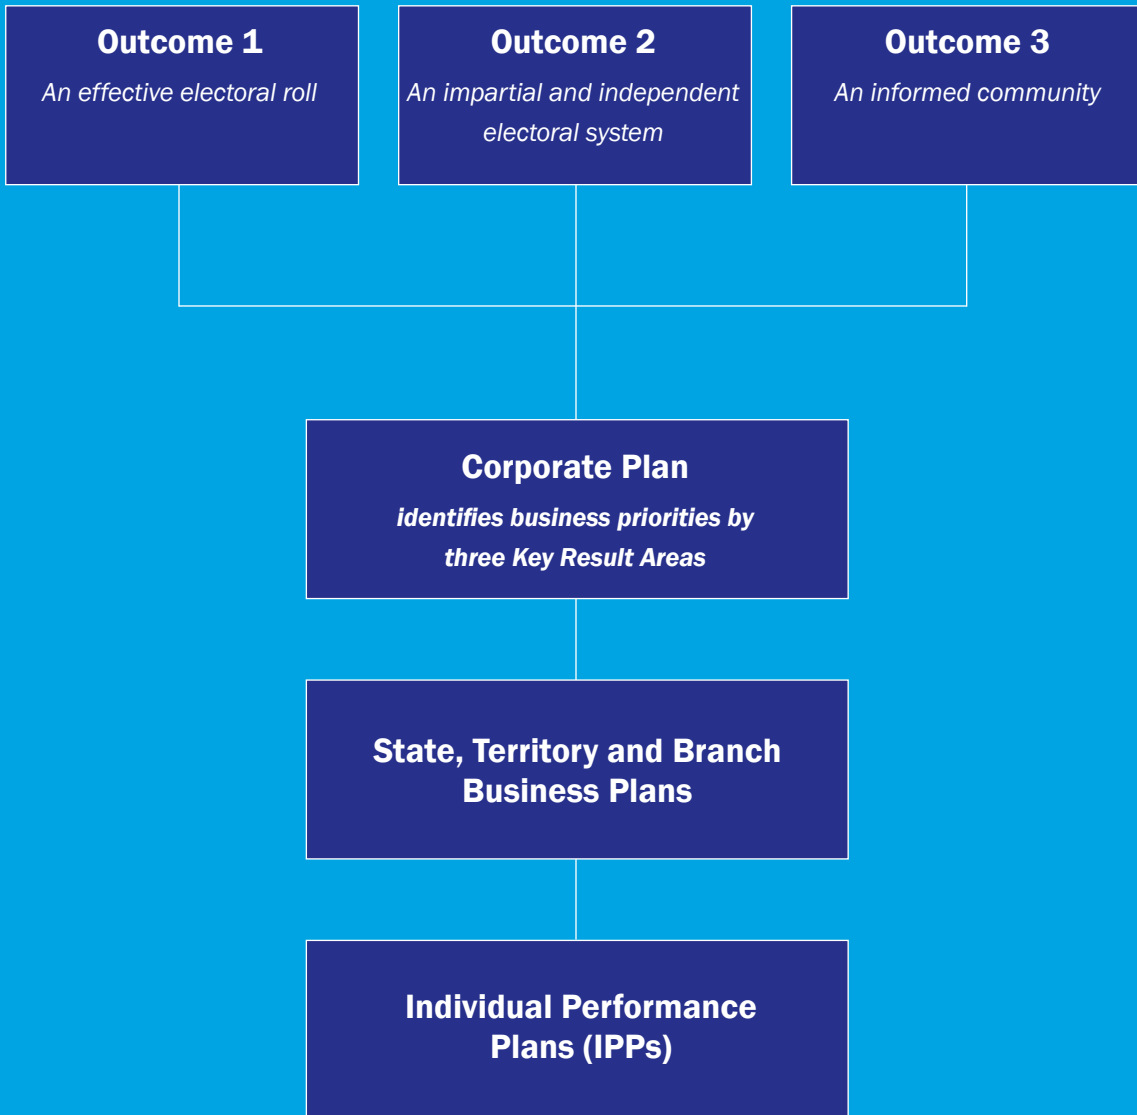 Outcome 1
An effective electoral roll
Outcome 2
An impartial and independent
electoral system
Outcome 3
An informed community
Corporate Plan
identifies business priorities by
three Key Result Areas
State, Territory and Branch
Business Plans
Individual Performance
Plans (IPPs)